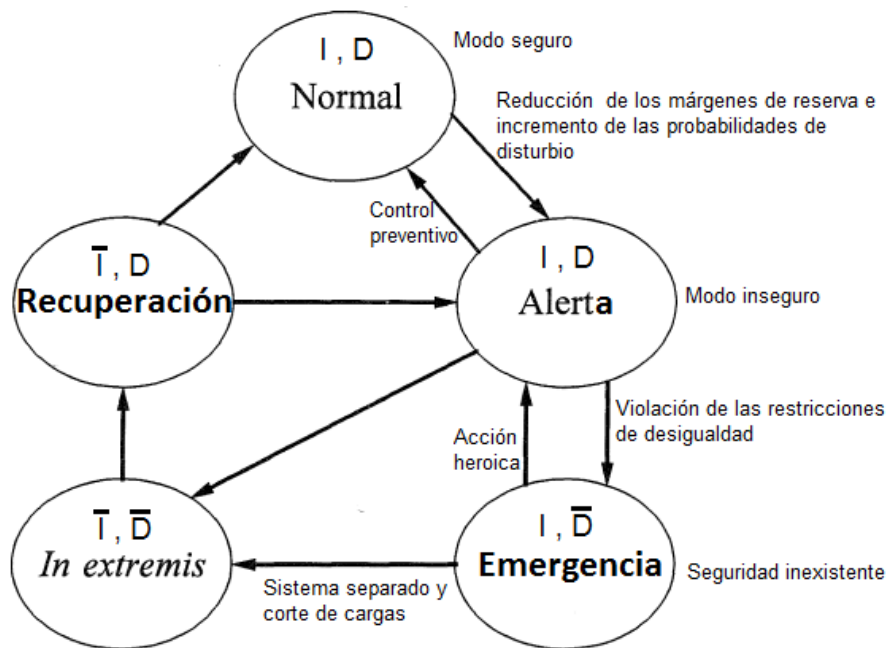 I , D
Normal
Modo seguro
Reducción de los márgenes de reserva e
incremento de las probabilidades de
disturbio
Control
preventivo
I̅ , D
Recuperación
I , D
Alerta
Modo inseguro
Violación de las restricciones
de desigualdad
Acción
heroica
I̅ , D̅
In extremis
Sistema separado y
corte de cargas
I , D̅
Emergencia
Seguridad inexistente